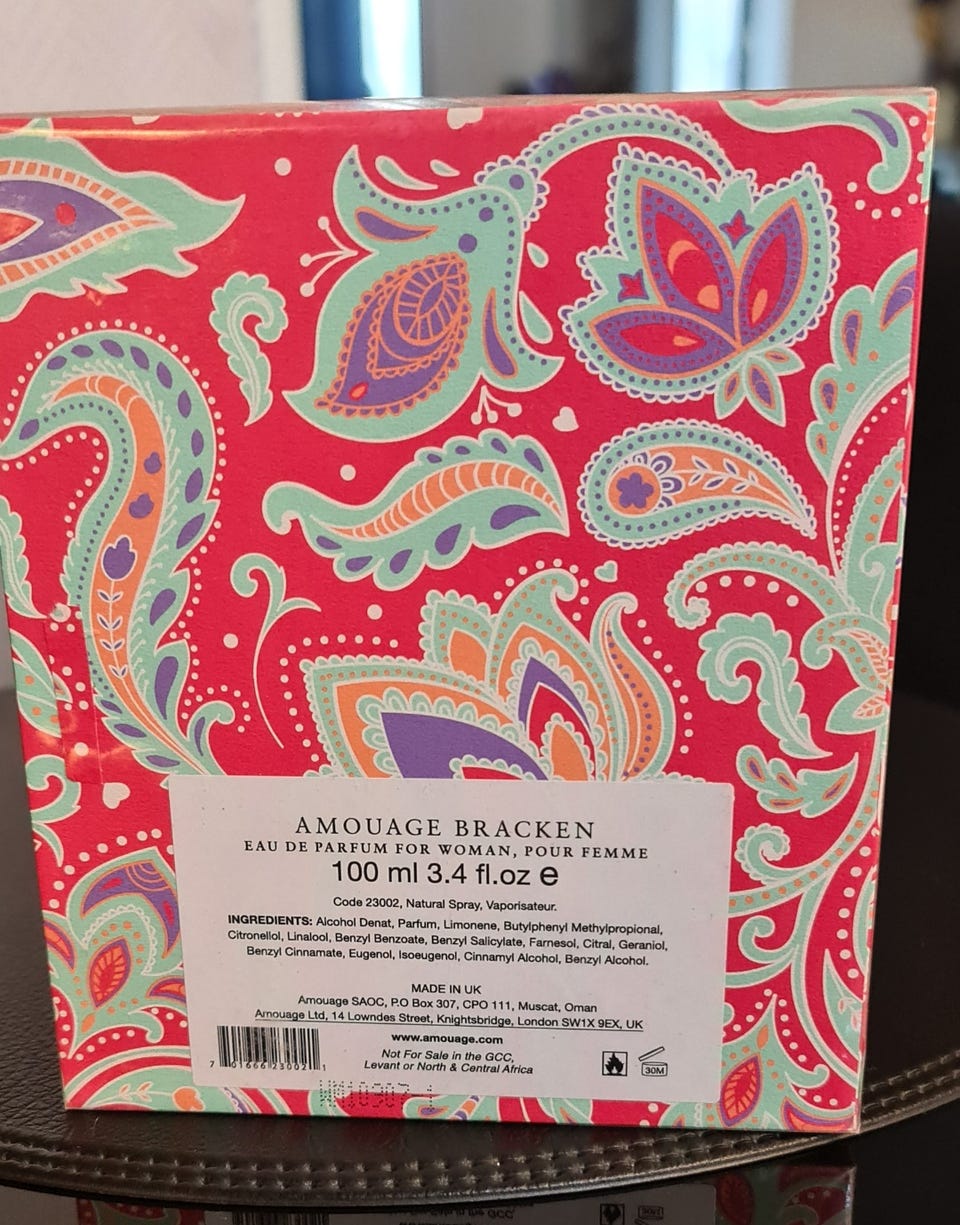 AMOUAGE BRACKEN
EAU DE PARFUM FOR WOMAN, POUR FEMME
100 ml 3.4 fl.oz e
Code 23002, Natural Spray, Vaporisateur.
INGREDIENTS: Alcohol Denat, Parfum, Limonene, Butylphenyl Methylpropional,
Citronellol, Linalool, Benzyl Benzoate, Benzyl Salicylate, Farnesol, Citral, Geraniol,
Benzyl Cinnamate, Eugenol, Isoeugenol, Cinnamyl Alcohol, Benzyl Alcohol.
MADE IN UK
Amouage SAOC, P.O Box 307, CPO 111, Muscat, Oman
Amouage Ltd, 14 Lowndes Street, Knightsbridge, London SW1X 9EX, UK
www.amouage.com
Not For Sale in the GCC,
Levant or North & Central Africa
7 01666 23002 1
30M